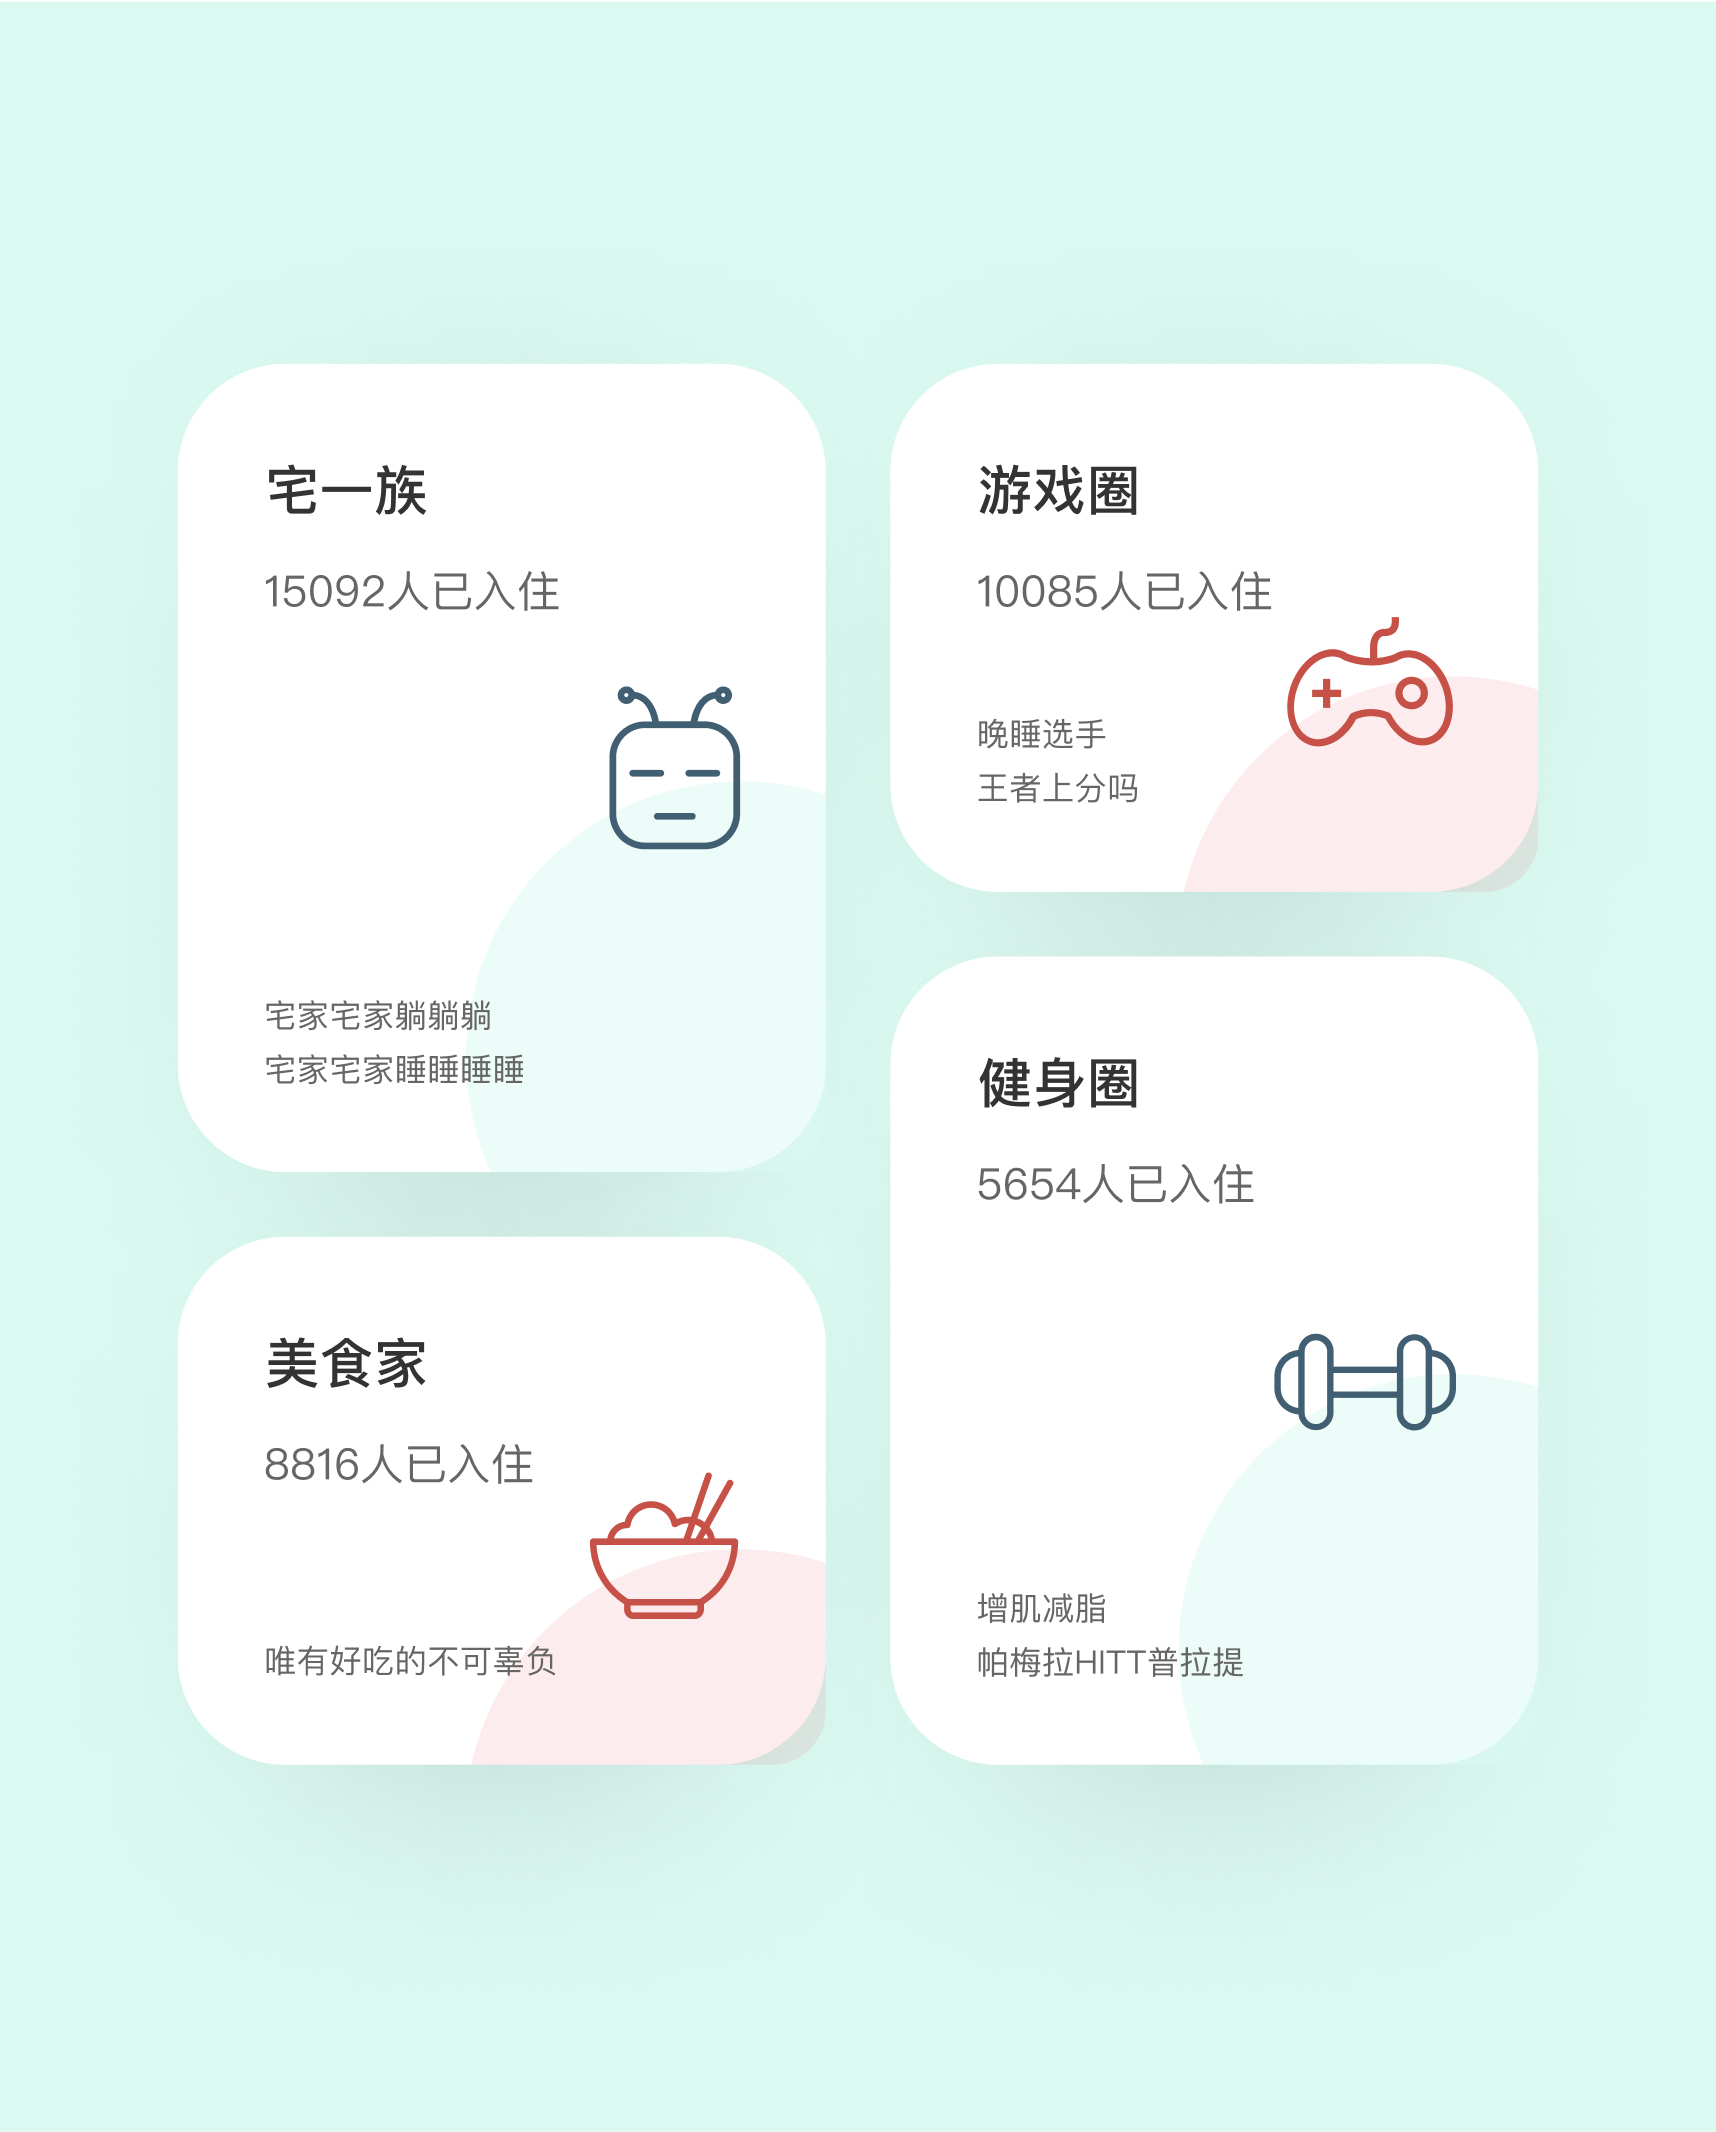 宅一族
15092人已入住
宅家宅家躺躺躺
宅家宅家睡睡睡睡
游戏圈
10085人已入住
晚睡选手
王者上分吗
美食家
8816人已入住
唯有好吃的不可辜负
健身圈
5654人已入住
增肌减脂
帕梅拉HITT普拉提